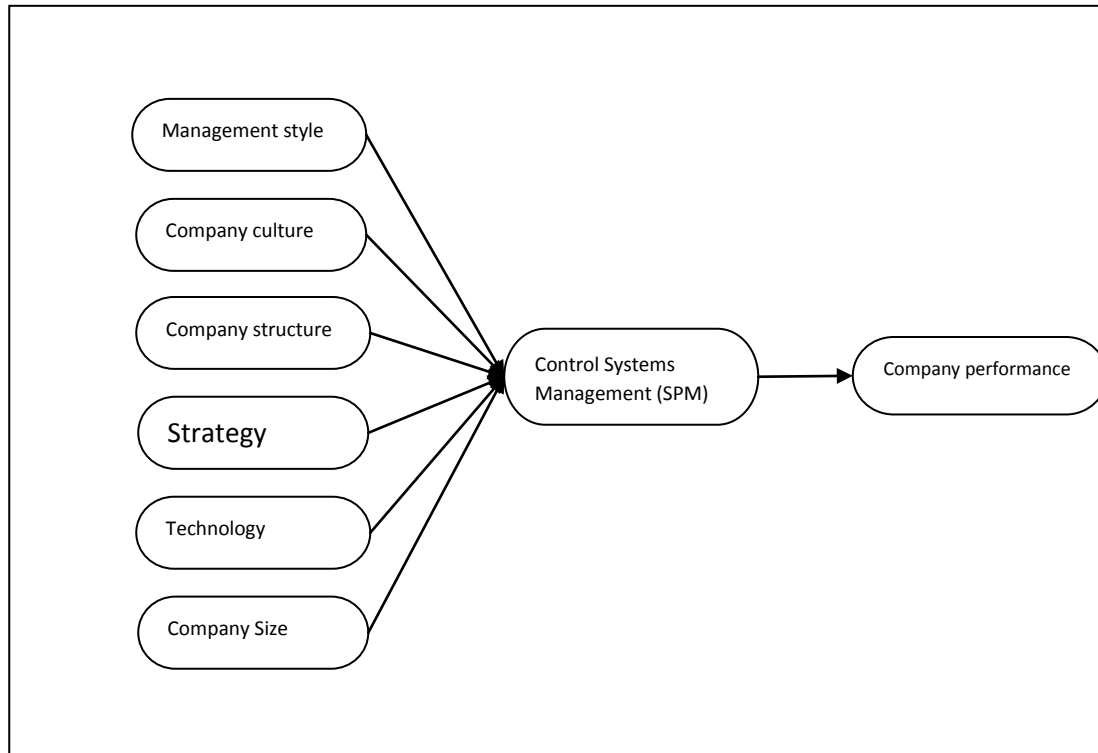 Management style
Company culture
Company structure
Strategy
Technology
Company Size
Control Systems
Management (SPM)
Company performance